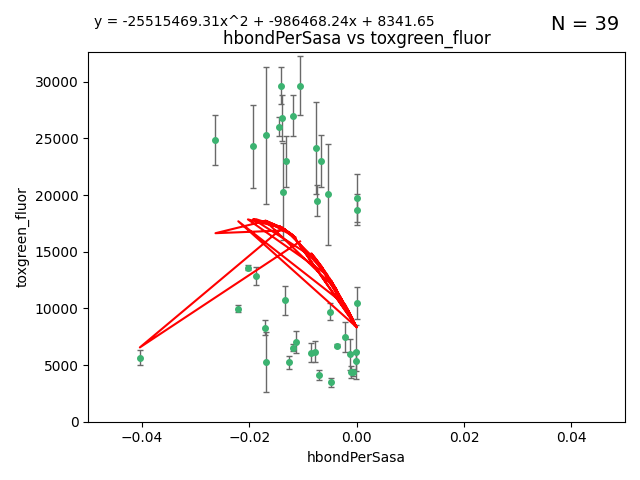 y = -25515469.31x^2 + -986468.24x + 8341.65
N = 39
hbondPerSasa vs toxgreen_fluor
toxgreen_fluor
30000
25000
20000
15000
10000
5000
0
−0.04
−0.02
0.00
0.02
0.04
hbondPerSasa